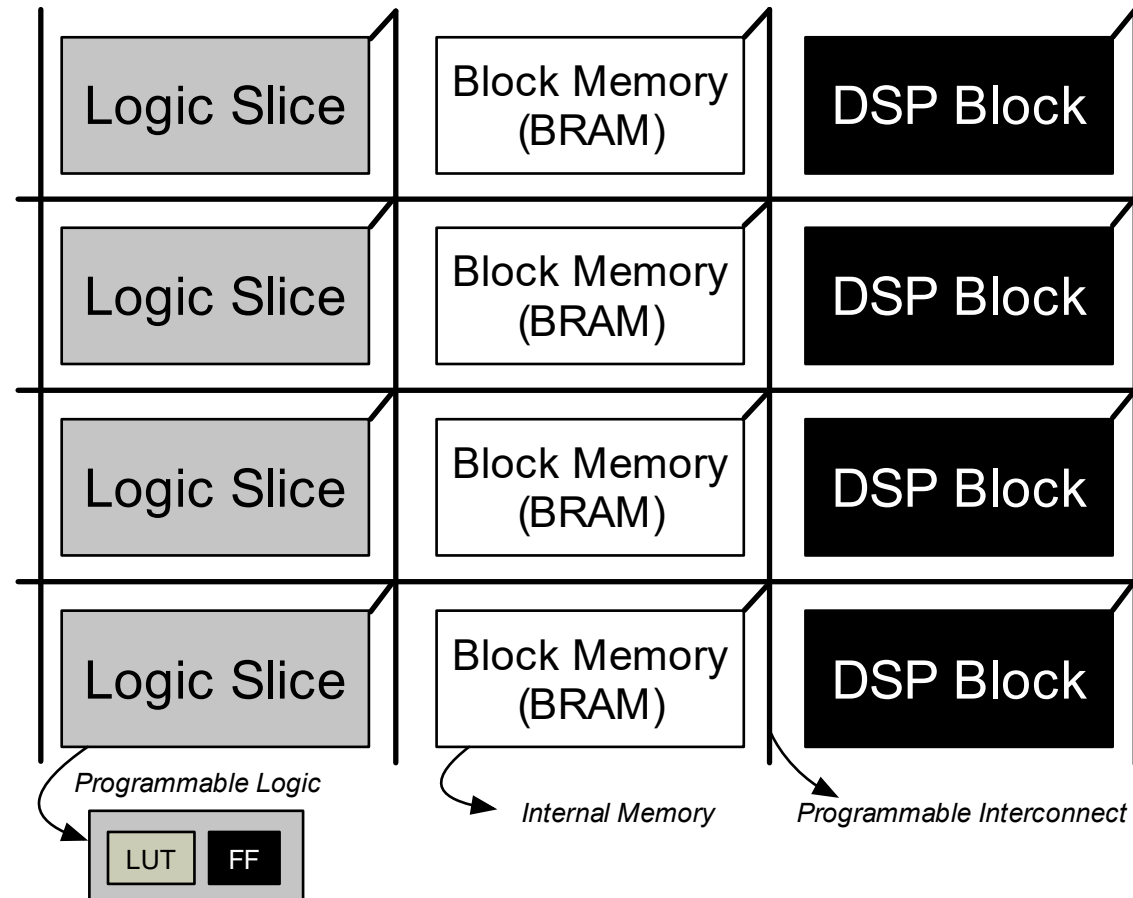 Logic Slice
Block Memory
(BRAM)
DSP Block
Logic Slice
Block Memory
(BRAM)
DSP Block
Logic Slice
Block Memory
(BRAM)
DSP Block
Logic Slice
Block Memory
(BRAM)
DSP Block
Programmable Logic
Internal Memory
Programmable Interconnect
LUT
FF